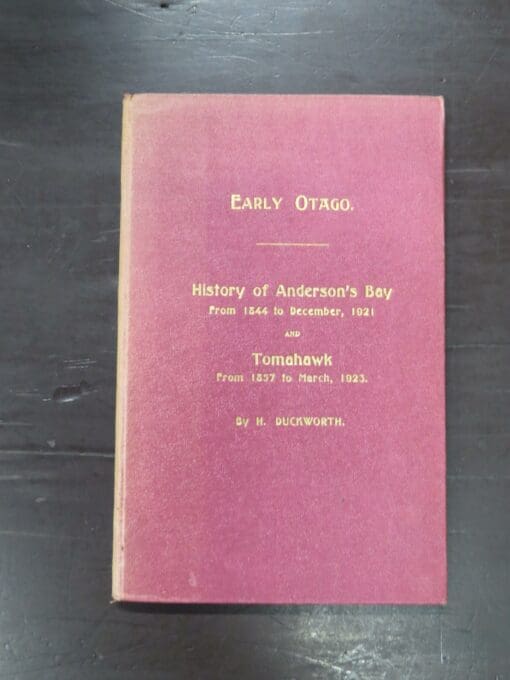 EARLY OTAGO.
History of Anderson's Bay
From 1844 to December, 1921
AND
Tomahawk
From 1857 to March, 1923.
By H. DUCKWORTH.